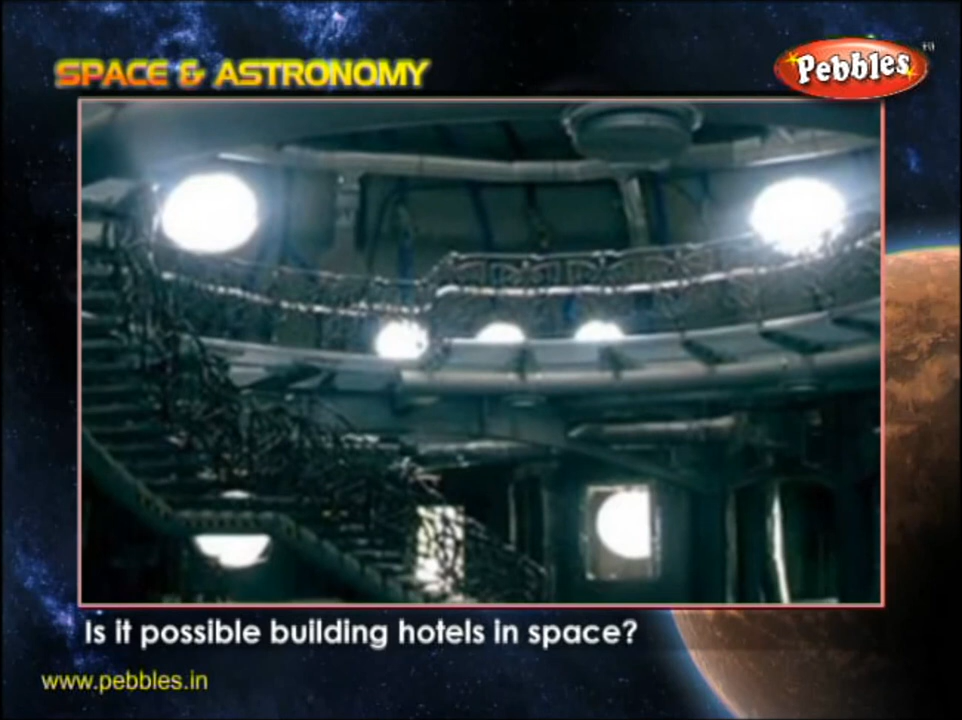 SPACE & ASTRONOMY
Pebbles
Is it possible building hotels in space?
www.pebbles.in